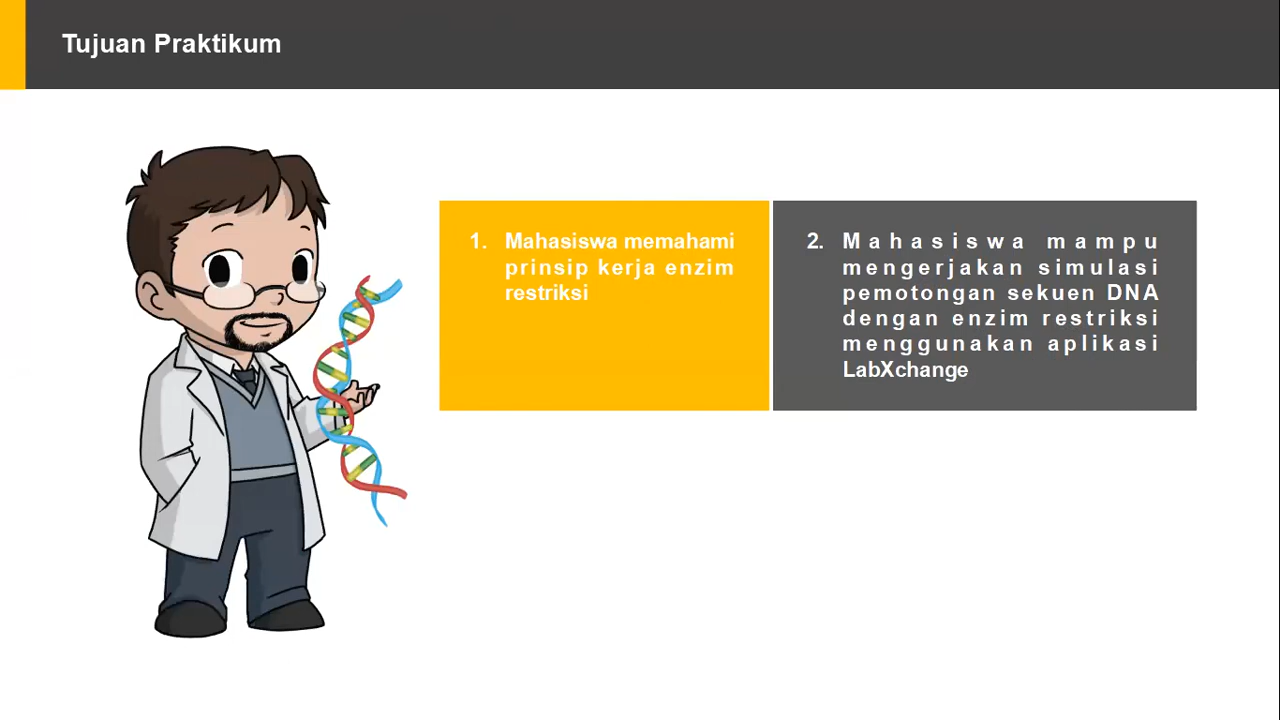 Tujuan Praktikum
1. Mahasiswa memahami
prinsip kerja enzim
restriksi
2. Mahasiswa mampu
mengerjakan simulasi
pemotongan sekuen DNA
dengan enzim restriksi
menggunakan aplikasi
LabXchange